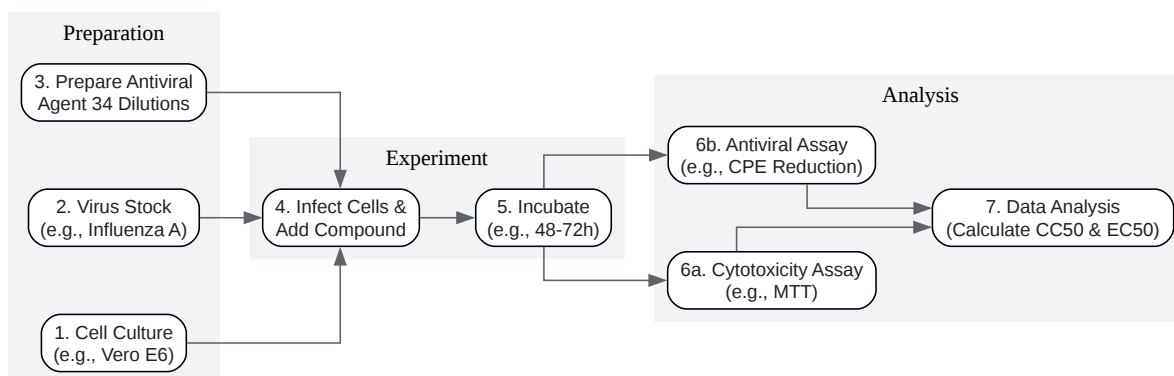 Preparation
3. Prepare Antiviral
Agent 34 Dilutions
2. Virus Stock
(e.g., Influenza A)
1. Cell Culture
(e.g., Vero E6)
Experiment
4. Infect Cells &
Add Compound
5. Incubate
(e.g., 48-72h)
Analysis
6b. Antiviral Assay
(e.g., CPE Reduction)
6a. Cytotoxicity Assay
(e.g., MTT)
7. Data Analysis
(Calculate CC50 & EC50)